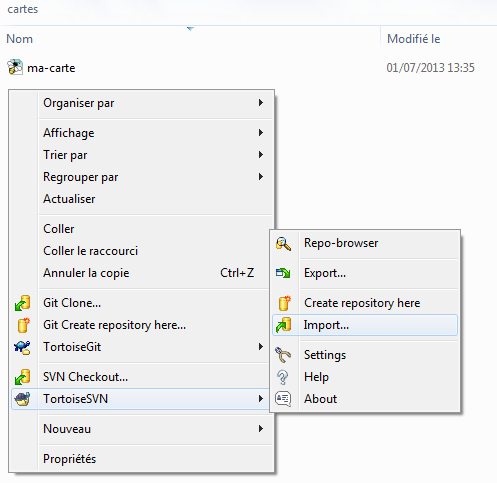 cartes
Nom Modifié le
ma-carte 01/07/2013 13:35
Organiser par
Affichage
Trier par
Regrouper par
Actualiser
Coller
Coller le raccourci
Annuler la copie Ctrl+Z
Git Clone...
Git Create repository here...
TortoiseGit
SVN Checkout...
TortoiseSVN
Nouveau
Propriétés
Repo-browser
Export...
Create repository here
Import...
Settings
Help
About